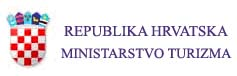 REPUBLIKA HRVATSKA
MINISTARSTVO TURIZMA